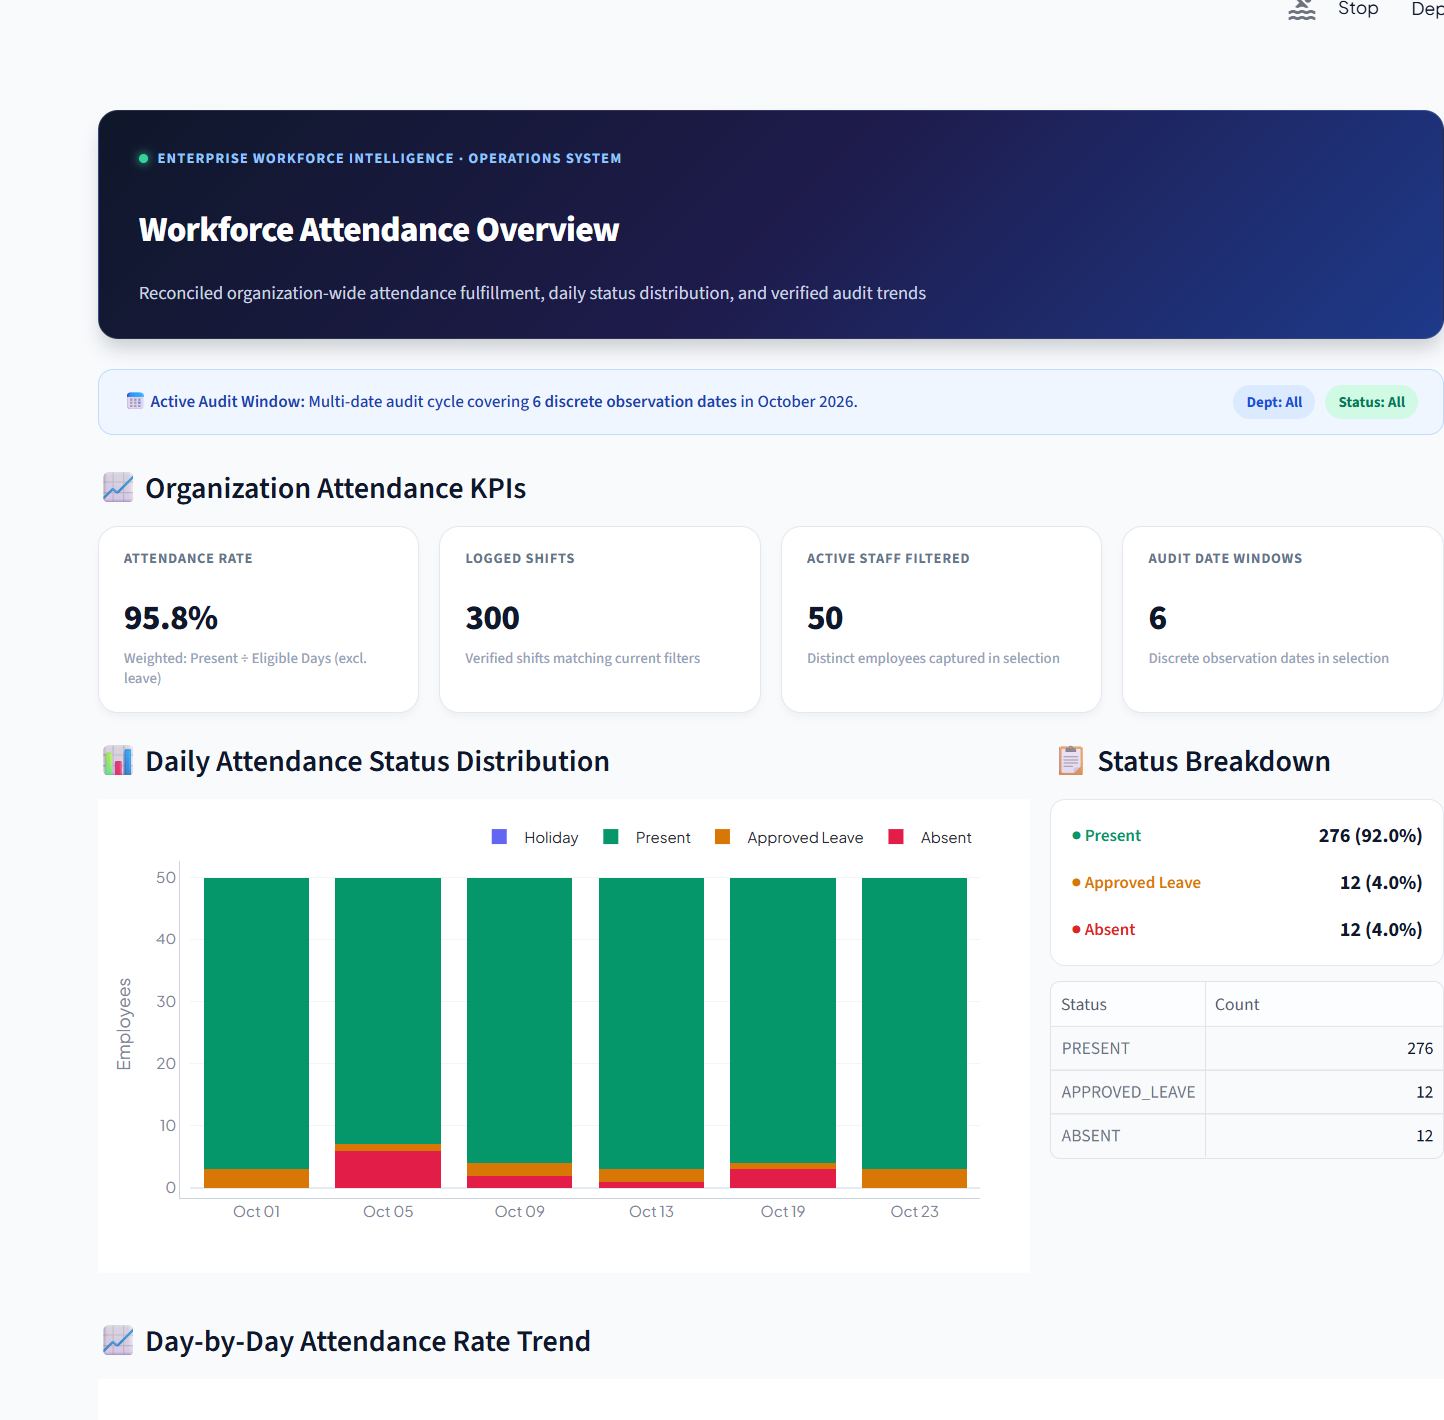 Stop Dep
ENTERPRISE WORKFORCE INTELLIGENCE · OPERATIONS SYSTEM
Workforce Attendance Overview
Reconciled organization-wide attendance fulfillment, daily status distribution, and verified audit trends
Active Audit Window: Multi-date audit cycle covering 6 discrete observation dates in October 2026.
Dept: All
Status: All
Organization Attendance KPIs
ATTENDANCE RATE
95.8%
Weighted: Present ÷ Eligible Days (excl.
leave)
LOGGED SHIFTS
300
Verified shifts matching current filters
ACTIVE STAFF FILTERED
50
Distinct employees captured in selection
AUDIT DATE WINDOWS
6
Discrete observation dates in selection
Daily Attendance Status Distribution
Holiday Present Approved Leave Absent
Employees
50
40
30
20
10
0
Oct 01 Oct 05 Oct 09 Oct 13 Oct 19 Oct 23
Status Breakdown
Present 276 (92.0%)
Approved Leave 12 (4.0%)
Absent 12 (4.0%)
Status Count
PRESENT 276
APPROVED_LEAVE 12
ABSENT 12
Day-by-Day Attendance Rate Trend